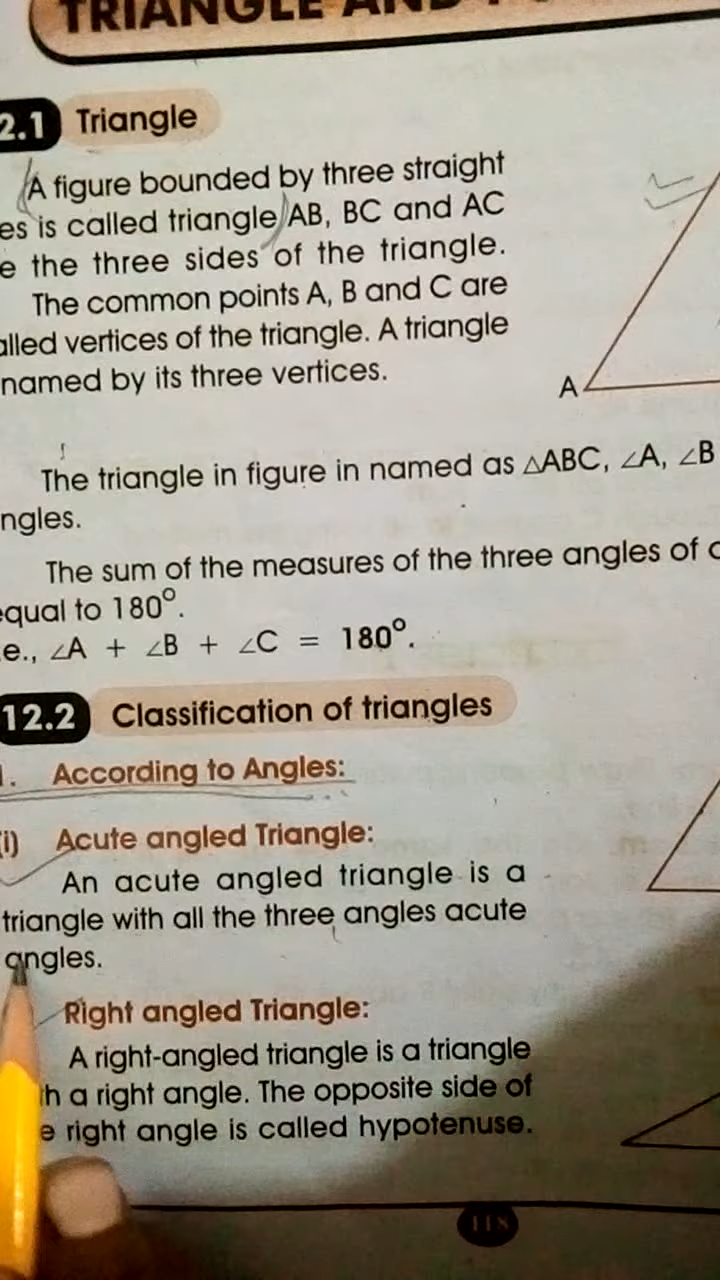 TRIANGLE AND
2.1 Triangle
A figure bounded by three straight
es is called triangle AB, BC and AC
e the three sides of the triangle.
The common points A, B and C are
alled vertices of the triangle. A triangle
named by its three vertices.
A
The triangle in figure in named as △ABC, ∠A, ∠B
ngles.
The sum of the measures of the three angles of a
equal to 180°.
e., ∠A + ∠B + ∠C = 180°.
12.2 Classification of triangles
1. According to Angles:
(i) Acute angled Triangle:
An acute angled triangle is a
triangle with all the three angles acute
angles.
Right angled Triangle:
A right-angled triangle is a triangle
h a right angle. The opposite side of
e right angle is called hypotenuse.
118